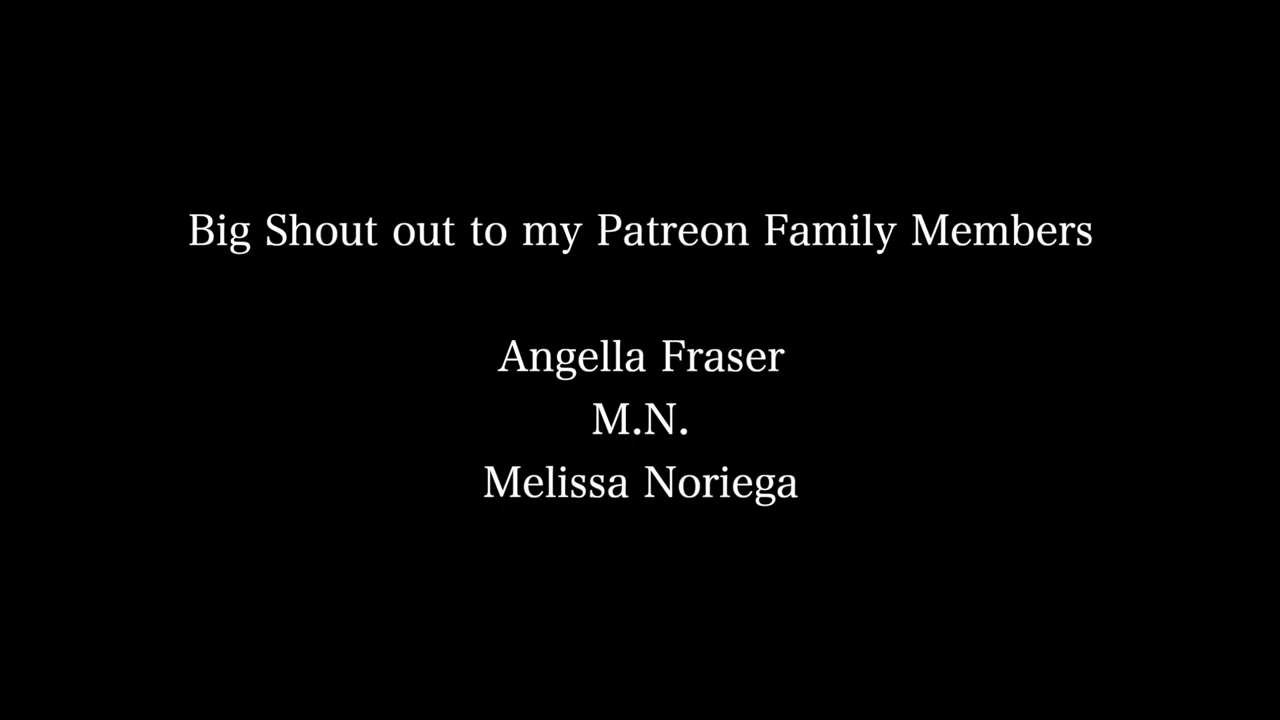 Big Shout out to my Patreon Family Members
Angella Fraser
M.N.
Melissa Noriega